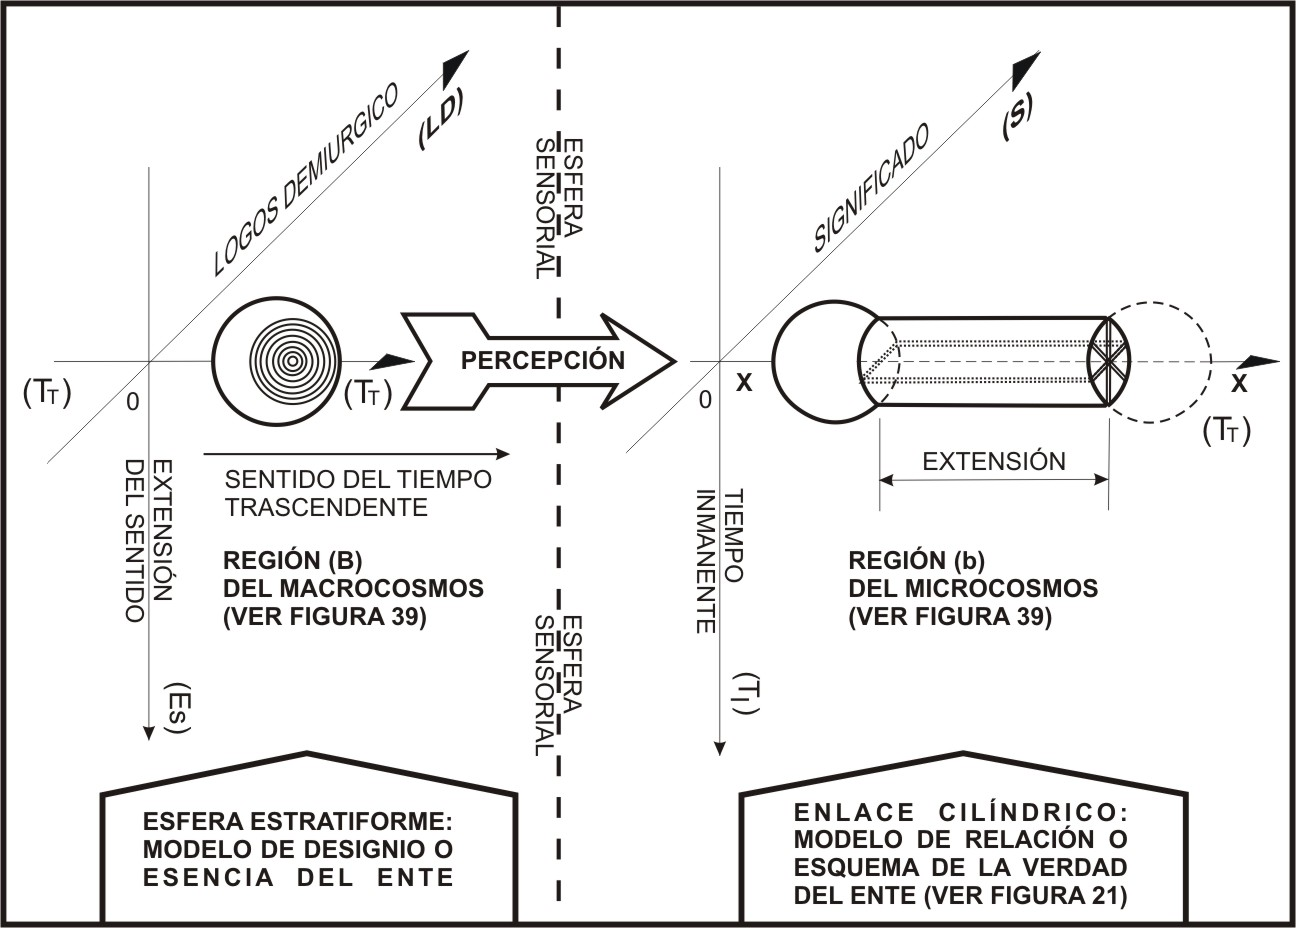 LOGOS DEMIURGICO
(LD)
ESFERA
SENSORIAL
SIGNIFICADO
(S)
(TT)
0
(TT)
PERCEPCIÓN
0
X
X
(TT)
EXTENSIÓN
DEL SENTIDO
(Es)
SENTIDO DEL TIEMPO
TRASCENDENTE
REGIÓN (B)
DEL MACROCOSMOS
(VER FIGURA 39)
ESFERA
SENSORIAL
EXTENSIÓN
TIEMPO
INMANENTE
(TI)
REGIÓN (b)
DEL MICROCOSMOS
(VER FIGURA 39)
ESFERA ESTRATIFORME:
MODELO DE DESIGNIO O
ESENCIA DEL ENTE
ENLACE CILÍNDRICO:
MODELO DE RELACIÓN O
ESQUEMA DE LA VERDAD
DEL ENTE (VER FIGURA 21)